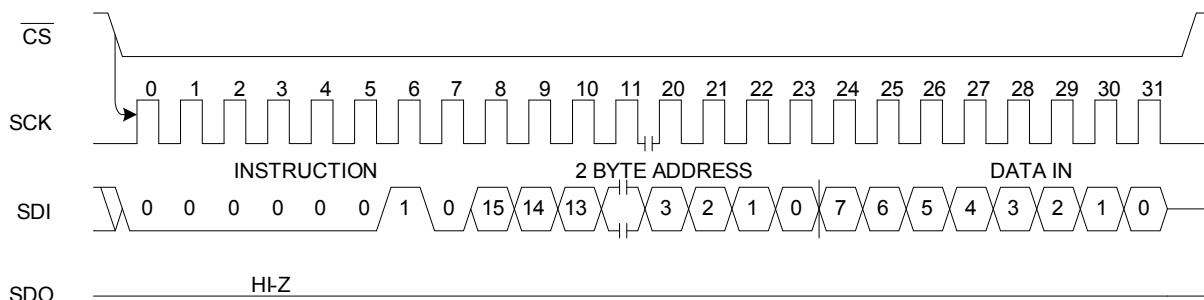 CS
0 1 2 3 4 5 6 7 8 9 10 11 20 21 22 23 24 25 26 27 28 29 30 31
SCK
INSTRUCTION 2 BYTE ADDRESS DATA IN
SDI 0 0 0 0 0 0 1 0 15 14 13 3 2 1 0 7 6 5 4 3 2 1 0
HI-Z
SDO